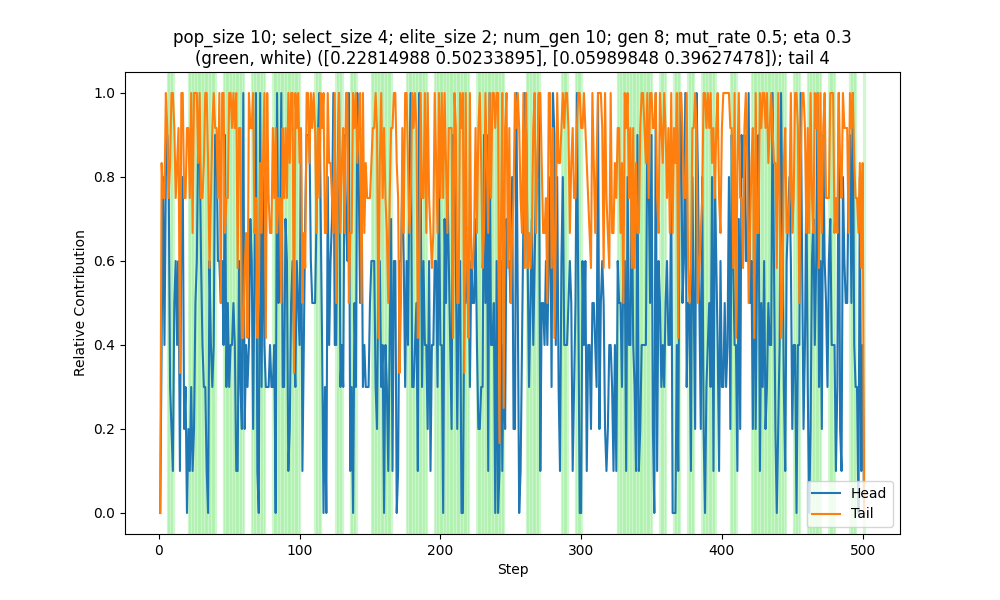 pop_size 10; select_size 4; elite_size 2; num_gen 10; gen 8; mut_rate 0.5; eta 0.3
(green, white) ([0.22814988 0.50233895], [0.05989848 0.39627478]); tail 4
1.0
0.8
0.6
0.4
0.2
0.0
Relative Contribution
Head
Tail
0
100
200
300
400
500
Step